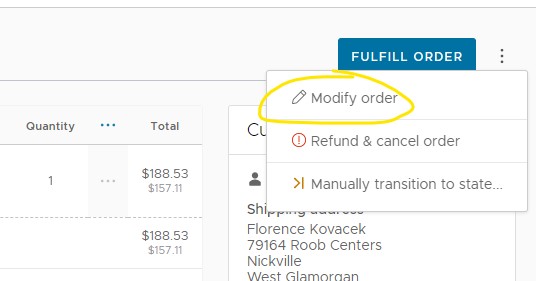 FULFILL ORDER
Modify order
Refund & cancel order
Manually transition to state...
Quantity
Total
Cu
1
$188.53
$157.11
$188.53
$157.11
Shipping address
Florence Kovacek
79164 Roob Centers
Nickville
West Glamorgan